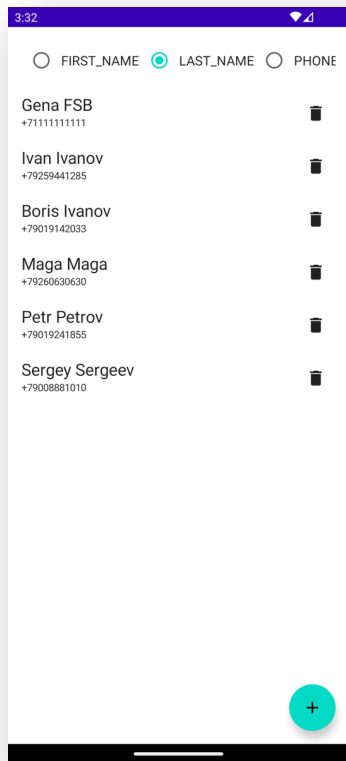 3:32
FIRST_NAME LAST_NAME PHONE
Gena FSB
+71111111111
Ivan Ivanov
+79259441285
Boris Ivanov
+79019142033
Maga Maga
+79260630630
Petr Petrov
+79019241855
Sergey Sergeev
+79008881010
+